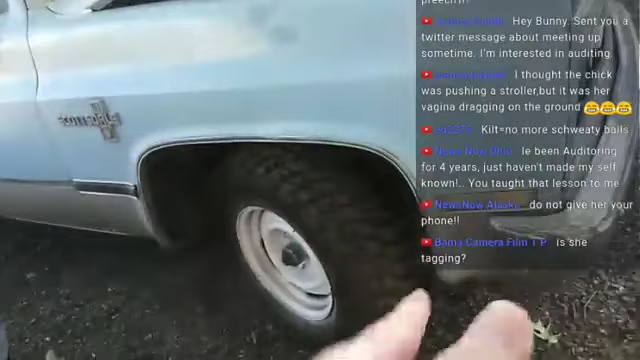 preech'n
Hey Bunny. Sent you a
twitter message about meeting up
sometime. I'm interested in auditing
I thought the chick
was pushing a stroller,but it was her
vagina dragging on the ground 😂😂😂
Kilt=no more schweaty balls
News Now Ohio Ie been Auditoring
for 4 years, just haven't made my self
known!.. You taught that lesson to me
NewsNow Alaska do not give her your
phone!!
Bama Camera Film T P Is she
tagging?